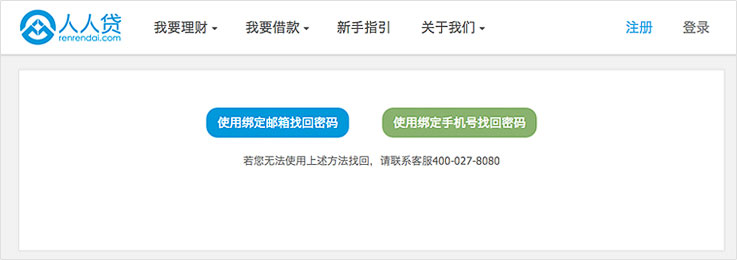 人人贷
renrendai.com
我要理财 我要借款 新手指引 关于我们 注册 登录
使用绑定邮箱找回密码 使用绑定手机号找回密码
若您无法使用上述方法找回，请联系客服400-027-8080